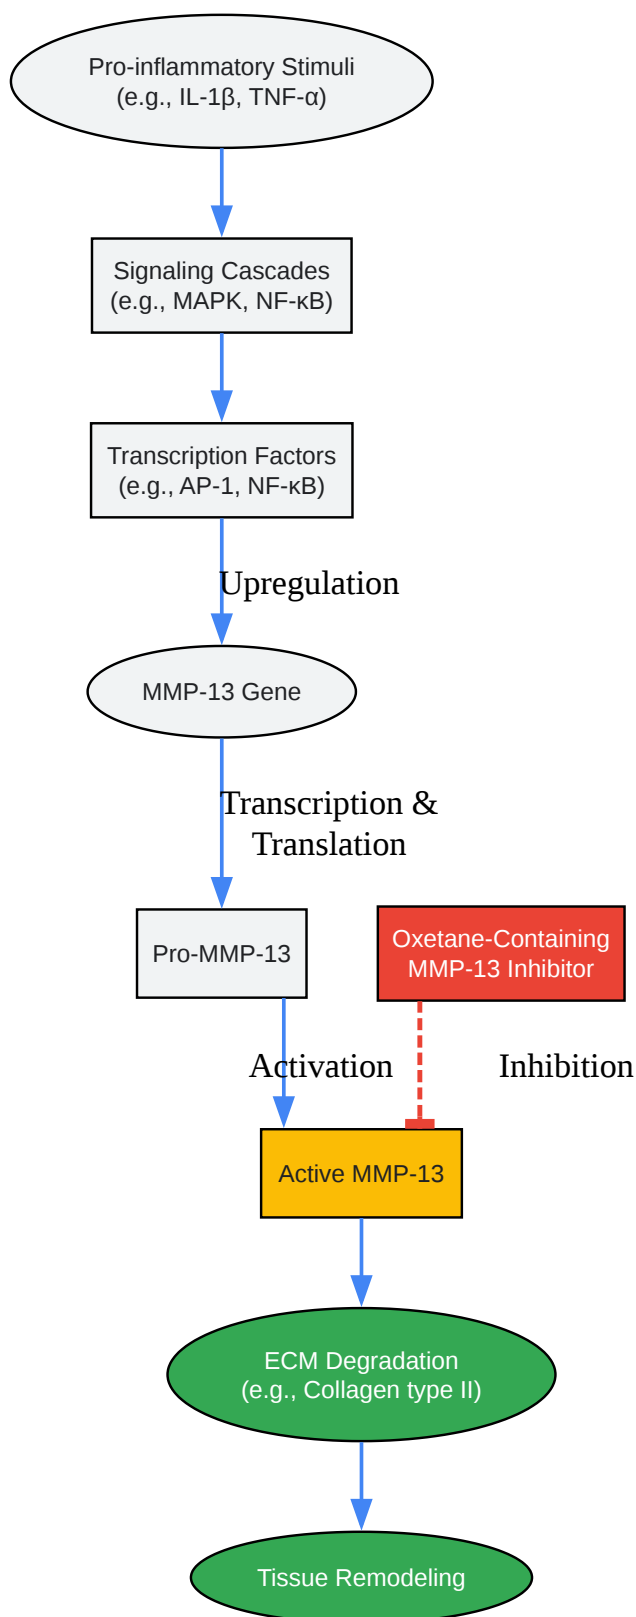 Pro-inflammatory Stimuli
(e.g., IL-1β, TNF-α)
Signaling Cascades
(e.g., MAPK, NF-κB)
Transcription Factors
(e.g., AP-1, NF-κB)
Upregulation
MMP-13 Gene
Transcription &
Translation
Pro-MMP-13
Oxetane-Containing
MMP-13 Inhibitor
Activation
Inhibition
Active MMP-13
ECM Degradation
(e.g., Collagen type II)
Tissue Remodeling